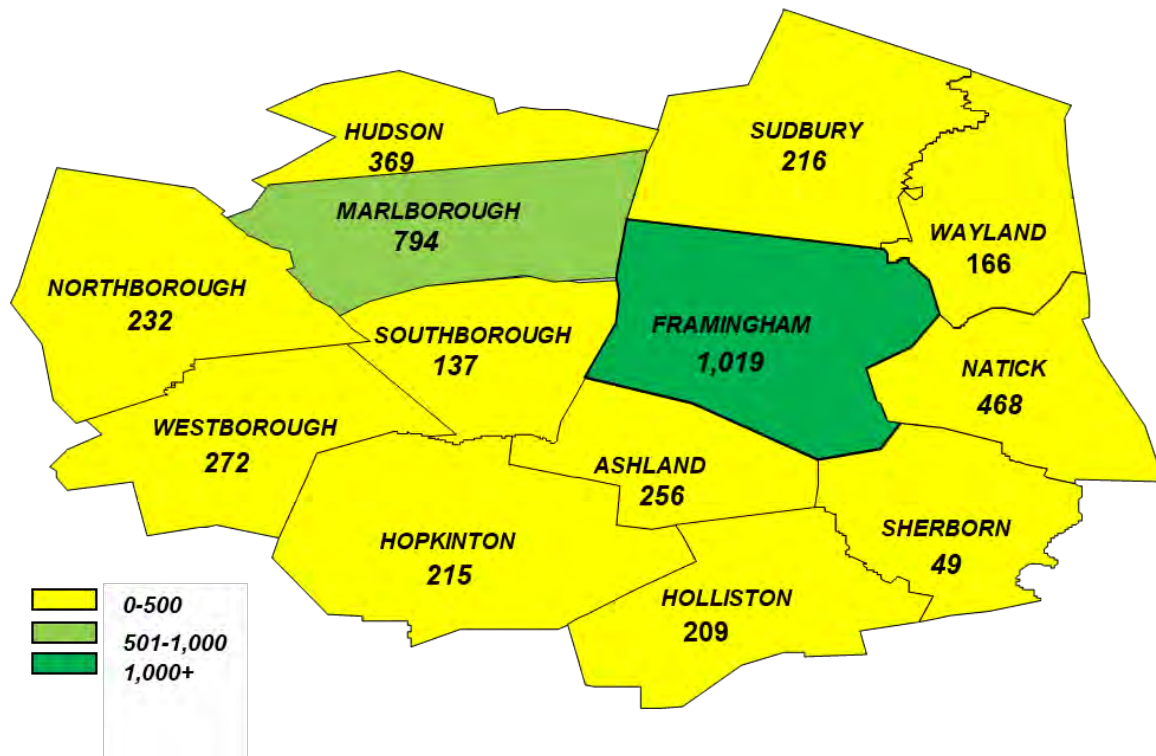 HUDSON
369
SUDBURY
216
MARLBOROUGH
794
WAYLAND
166
NORTHBOROUGH
232
SOUTHBOROUGH
137
FRAMINGHAM
1,019
NATICK
468
WESTBOROUGH
272
ASHLAND
256
HOPKINTON
215
SHERBORN
49
HOLLISTON
209
0-500
501-1,000
1,000+